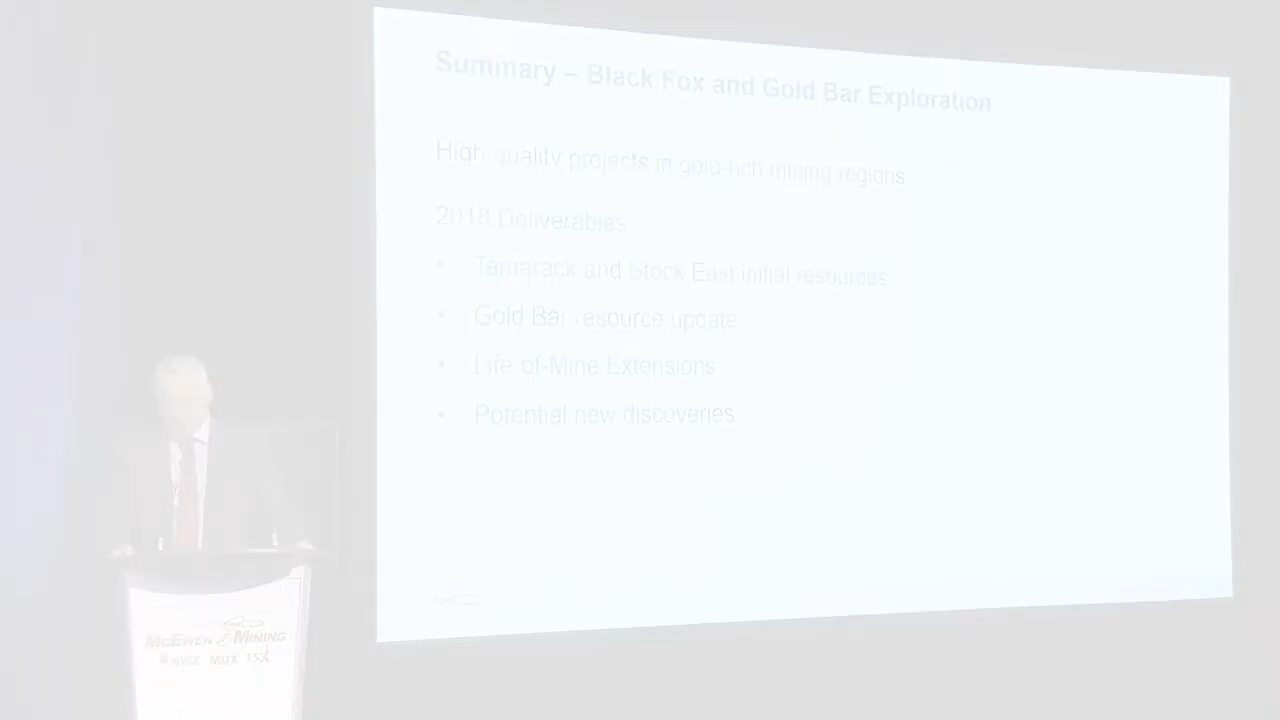 Summary – Black Fox and Gold Bar Exploration
High quality projects in gold-rich mining regions
2018 Deliverables
• Tamarack and Stock East initial resources
• Gold Bar resource update
• Life-of-Mine Extensions
• Potential new discoveries
McEwen Mining
NYSE MUX TSX